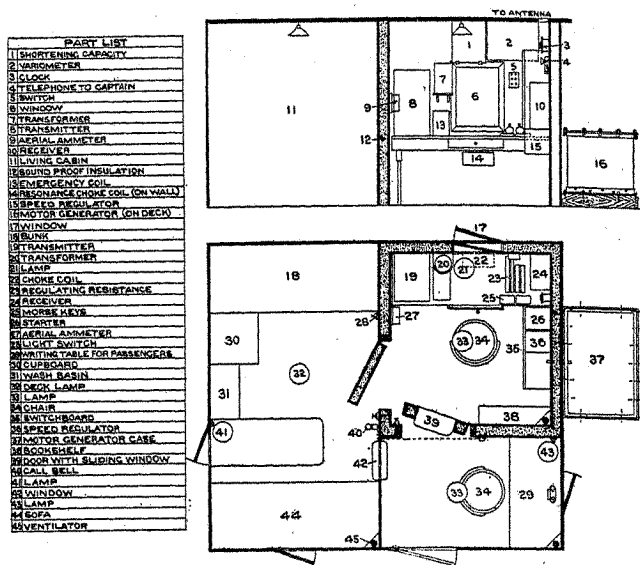 PART LIST
1 SHORTENING CAPACITY
2 VARIOMETER
3 CLOCK
4 TELEPHONE TO CAPTAIN
5 SWITCH
6 WINDOW
7 TRANSFORMER
8 TRANSMITTER
9 AERIAL AMMETER
10 RECEIVER
11 LIVING CABIN
12 SOUND PROOF INSULATION
13 EMERGENCY COIL
14 RESONANCE CHOKE COIL (ON WALL)
15 SPEED REGULATOR
16 MOTOR GENERATOR (ON DECK)
17 WINDOW
18 BUNK
19 TRANSMITTER
20 TRANSFORMER
21 LAMP
22 CHOKE COIL
23 REGULATING RESISTANCE
24 RECEIVER
25 MORSE KEYS
26 STARTER
27 AERIAL AMMETER
28 LIGHT SWITCH
29 WRITING TABLE FOR PASSENGERS
30 CUPBOARD
31 WASH BASIN
32 DECK LAMP
33 LAMP
34 CHAIR
35 SWITCHBOARD
36 SPEED REGULATOR
37 MOTOR GENERATOR CASE
38 BOOKSHELF
39 DOOR WITH SLIDING WINDOW
40 CALL BELL
41 LAMP
42 WINDOW
43 LAMP
44 SOFA
45 VENTILATOR
TO ANTENNA
1 2 3
4
5
7 6
11 9 8 10
13
12 15
14 16
17
18 19 20 21 22 23 24
25
28 27 26
30 33 34 35 36
32 37
31
38
41 40 39
42 43
33 34 29
44
45